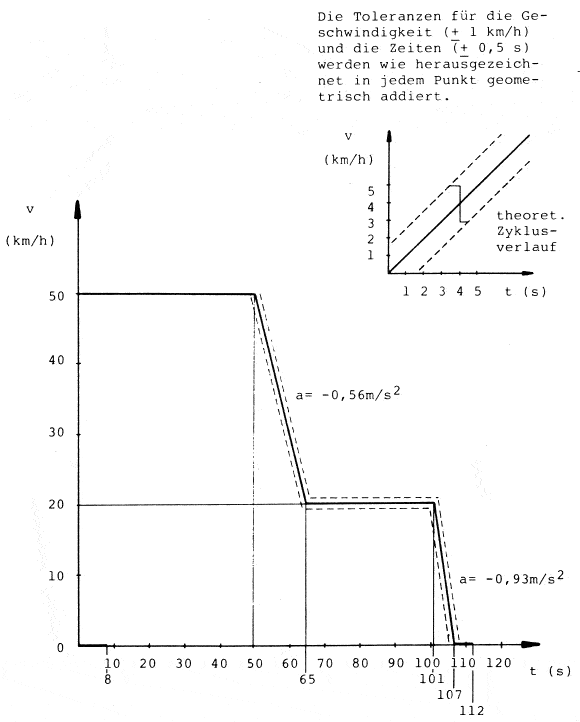 Die Toleranzen für die Ge-
schwindigkeit (± 1 km/h)
und die Zeiten (± 0,5 s)
werden wie herausgezeich-
net in jedem Punkt geome-
trisch addiert.
v
(km/h)
5
4
3
2
1
theoret.
Zyklus-
verlauf
1 2 3 4 5 t (s)
v
(km/h)
50
40
30
20
10
0
a= -0,56m/s²
a= -0,93m/s²
10 20 30 40 50 60 70 80 90 100 110 120 t (s)
8 65 101
107
112